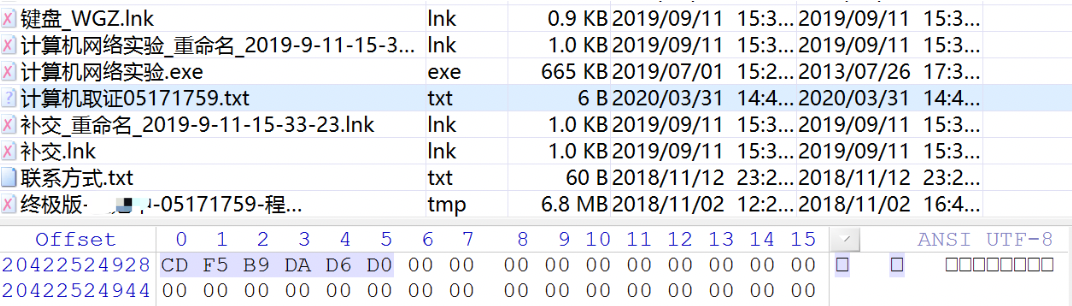 键盘_WGZ.lnk lnk 0.9 KB 2019/09/11 15:3... 2019/09/11 15:3...
计算机网络实验_重命名_2019-9-11-15-3... lnk 1.0 KB 2019/09/11 15:3... 2019/09/11 15:3...
计算机网络实验.exe exe 665 KB 2019/07/01 15:2... 2013/07/26 17:3...
计算机取证05171759.txt txt 6 B 2020/03/31 14:4... 2020/03/31 14:4...
补交_重命名_2019-9-11-15-33-23.lnk lnk 1.0 KB 2019/09/11 15:3... 2019/09/11 15:3...
补交.lnk lnk 1.0 KB 2019/09/11 15:3... 2019/09/11 15:3...
联系方式.txt txt 60 B 2018/11/12 23:2... 2018/11/12 23:2...
终极版- -05171759-程... tmp 6.8 MB 2018/11/02 12:2... 2018/11/02 16:4...
Offset 0 1 2 3 4 5 6 7 8 9 10 11 12 13 14 15 ANSI UTF-8
20422524928 CD F5 B9 DA D6 D0 00 00 00 00 00 00 00 00 00 00
20422524944 00 00 00 00 00 00 00 00 00 00 00 00 00 00 00 00